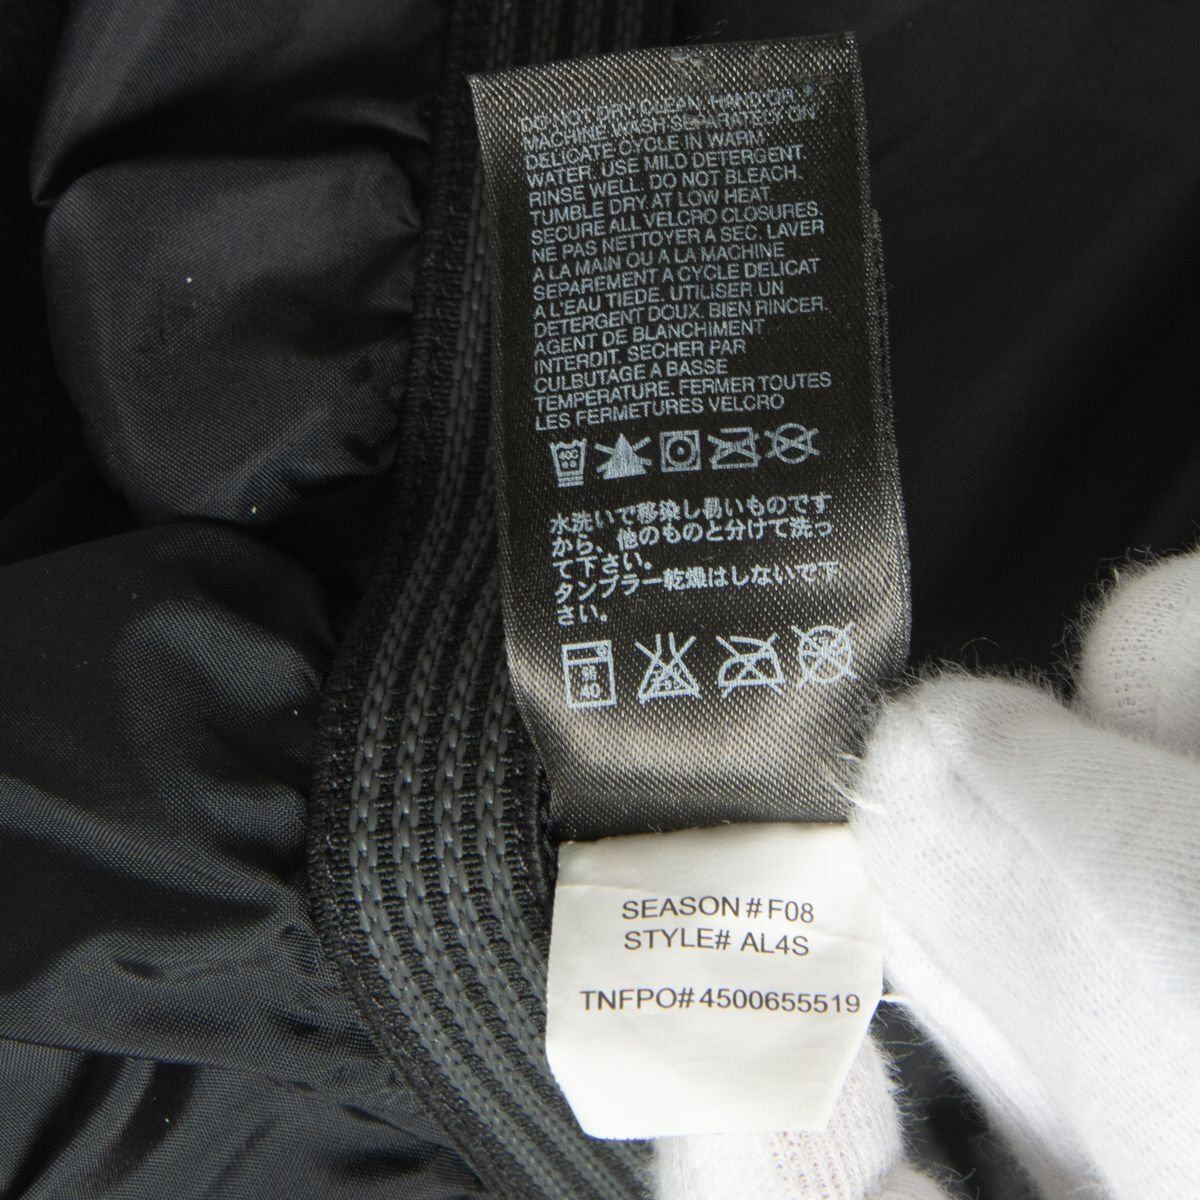 DO NOT DRY CLEAN. HAND OR
MACHINE WASH SEPARATELY ON
DELICATE CYCLE IN WARM
WATER. USE MILD DETERGENT.
RINSE WELL. DO NOT BLEACH.
TUMBLE DRY AT LOW HEAT.
SECURE ALL VELCRO CLOSURES.
NE PAS NETTOYER A SEC. LAVER
A LA MAIN OU A LA MACHINE
SEPAREMENT A CYCLE DELICAT
A L'EAU TIEDE. UTILISER UN
DETERGENT DOUX. BIEN RINCER.
AGENT DE BLANCHIMENT
INTERDIT. SECHER PAR
CULBUTAGE A BASSE
TEMPERATURE. FERMER TOUTES
LES FERMETURES VELCRO
40C
水洗いで移染し易いものです
から、他のものと分けて洗っ
て下さい。
タンブラー乾燥はしないで下
さい。
弱
40
SEASON # F08
STYLE# AL4S
TNFPO# 4500655519